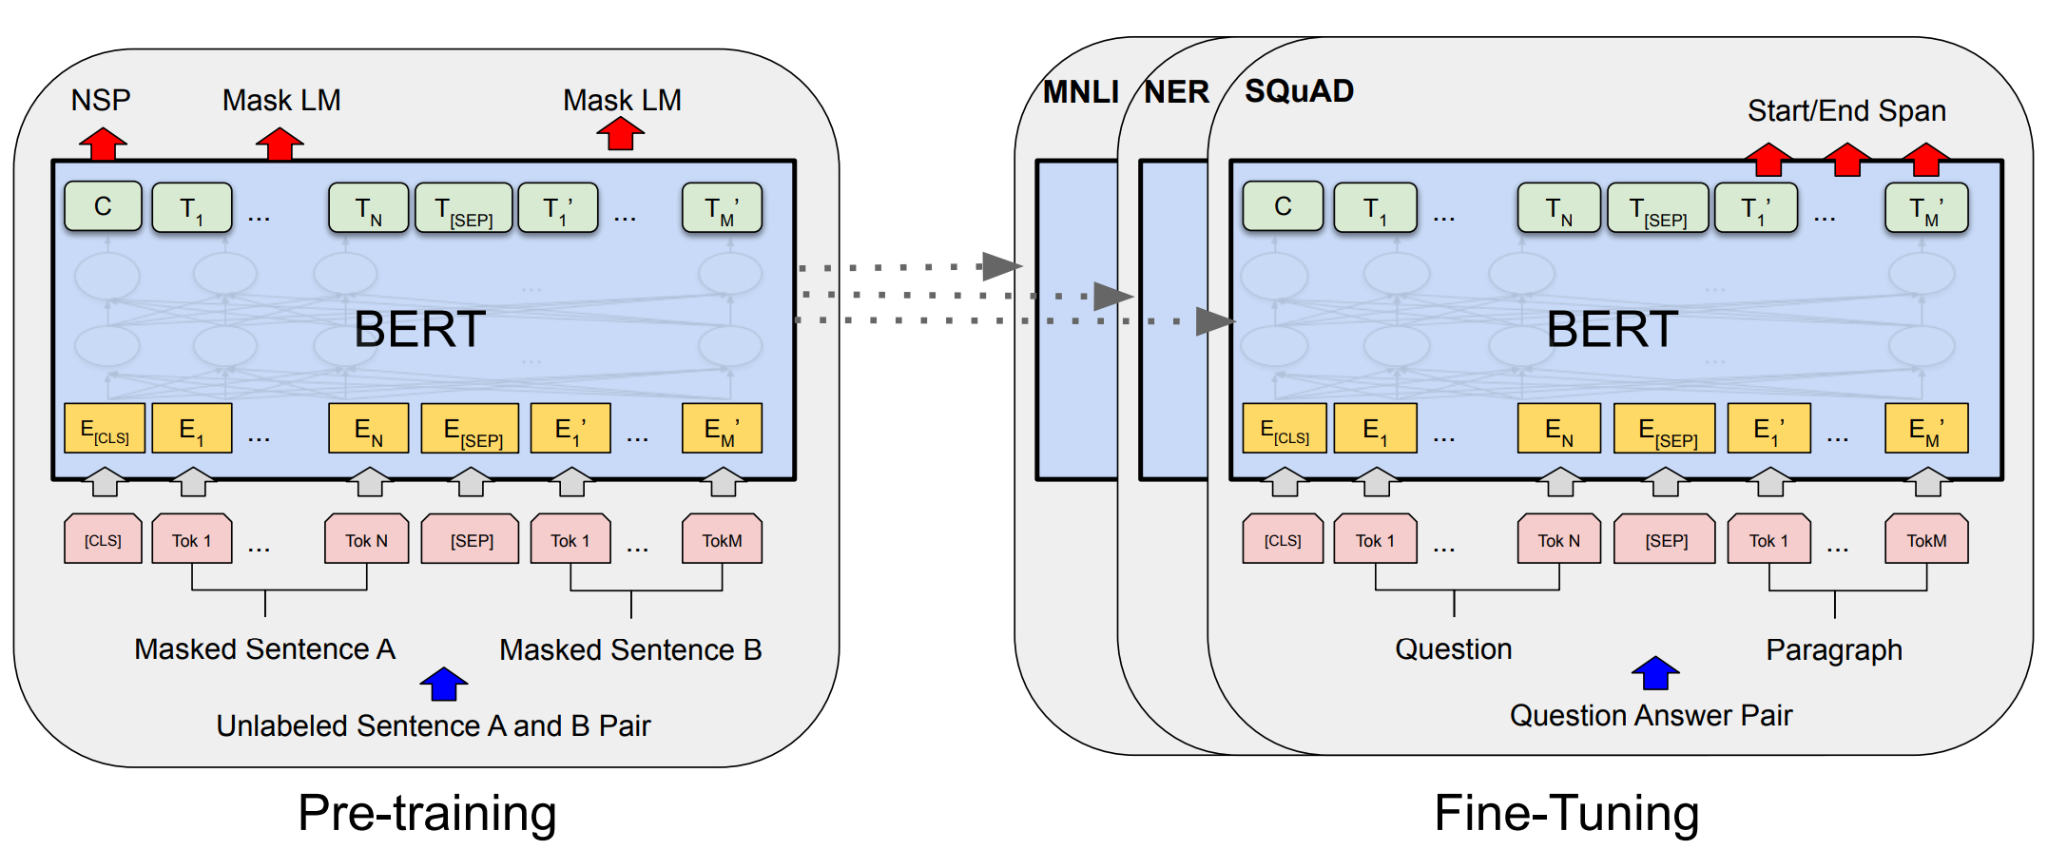 NSP Mask LM Mask LM
C T1 ... TN T[SEP] T1’ ... TM’
...
BERT
...
E[CLS] E1 ... EN E[SEP] E1’ ... EM’
[CLS] Tok 1 ... Tok N [SEP] Tok 1 ... TokM
Masked Sentence A Masked Sentence B
Unlabeled Sentence A and B Pair
Pre-training
MNLI NER SQuAD
Start/End Span
C T1 ... TN T[SEP] T1’ ... TM’
...
BERT
...
E[CLS] E1 ... EN E[SEP] E1’ ... EM’
[CLS] Tok 1 ... Tok N [SEP] Tok 1 ... TokM
Question Paragraph
Question Answer Pair
Fine-Tuning